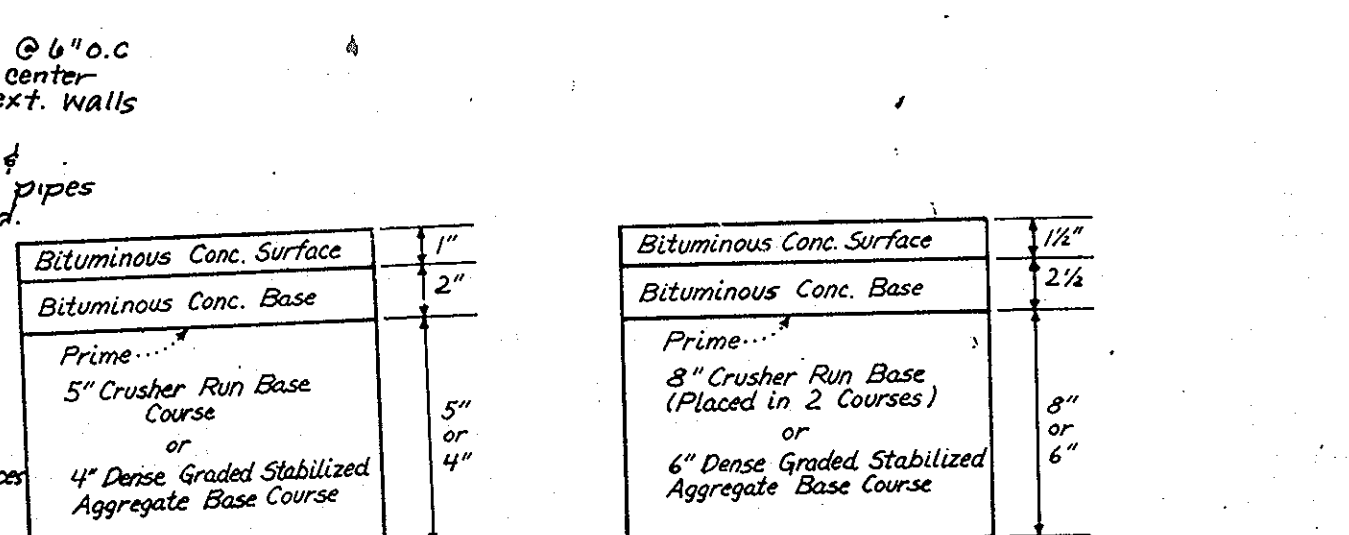 @ 6" o.c
center
ext. walls
&
pipes
d.
Bituminous Conc. Surface
1"
Bituminous Conc. Base
2"
Prime.....
5" Crusher Run Base
Course
or
4" Dense Graded Stabilized
Aggregate Base Course
5"
or
4"
Bituminous Conc. Surface
1½"
Bituminous Conc. Base
2½
Prime.....
8" Crusher Run Base
(Placed in 2 Courses)
or
6" Dense Graded Stabilized
Aggregate Base Course
8"
or
6"